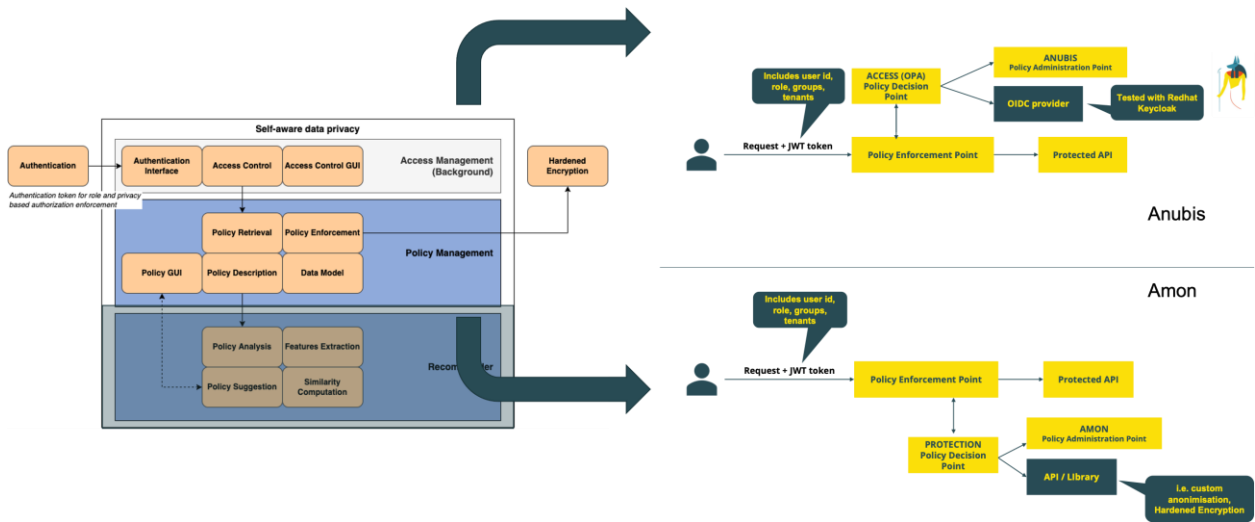 Self-aware data privacy
Authentication
Authentication
Interface
Access Control
Access Control GUI
Access Management
(Background)
Hardened
Encryption
Authentication token for role and privacy
based authorization enforcement
Policy Retrieval
Policy Enforcement
Policy Management
Policy GUI
Policy Description
Data Model
Policy Analysis
Features Extraction
Policy Suggestion
Similarity
Computation
Includes user id,
role, groups,
tenants
ACCESS (OPA)
Policy Decision
Point
ANUBIS
Policy Administration Point
OIDC provider
Tested with Redhat
Keycloak
Request + JWT token
Policy Enforcement Point
Protected API
Anubis
Amon
Includes user id,
role, groups,
tenants
Request + JWT token
Policy Enforcement Point
Protected API
PROTECTION
Policy Decision
Point
AMON
Policy Administration Point
API / Library
i.e. custom
anonimisation,
Hardened Encryption